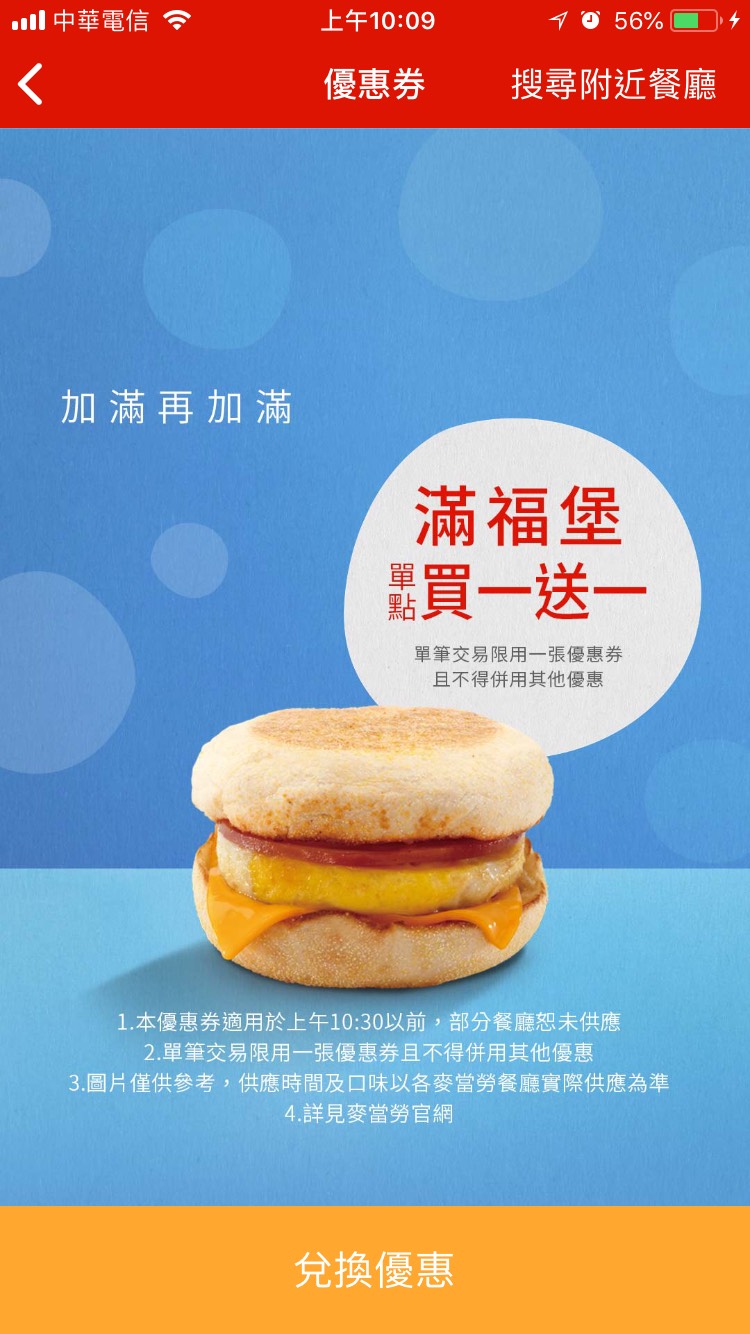 中華電信
上午10:09
56%
優惠券
搜尋附近餐廳
加滿再加滿
滿福堡
單點買一送一
單筆交易限用一張優惠券
且不得併用其他優惠
1.本優惠券適用於上午10:30以前，部分餐廳恕未供應
2.單筆交易限用一張優惠券且不得併用其他優惠
3.圖片僅供參考，供應時間及口味以各麥當勞餐廳實際供應為準
4.詳見麥當勞官網
兌換優惠